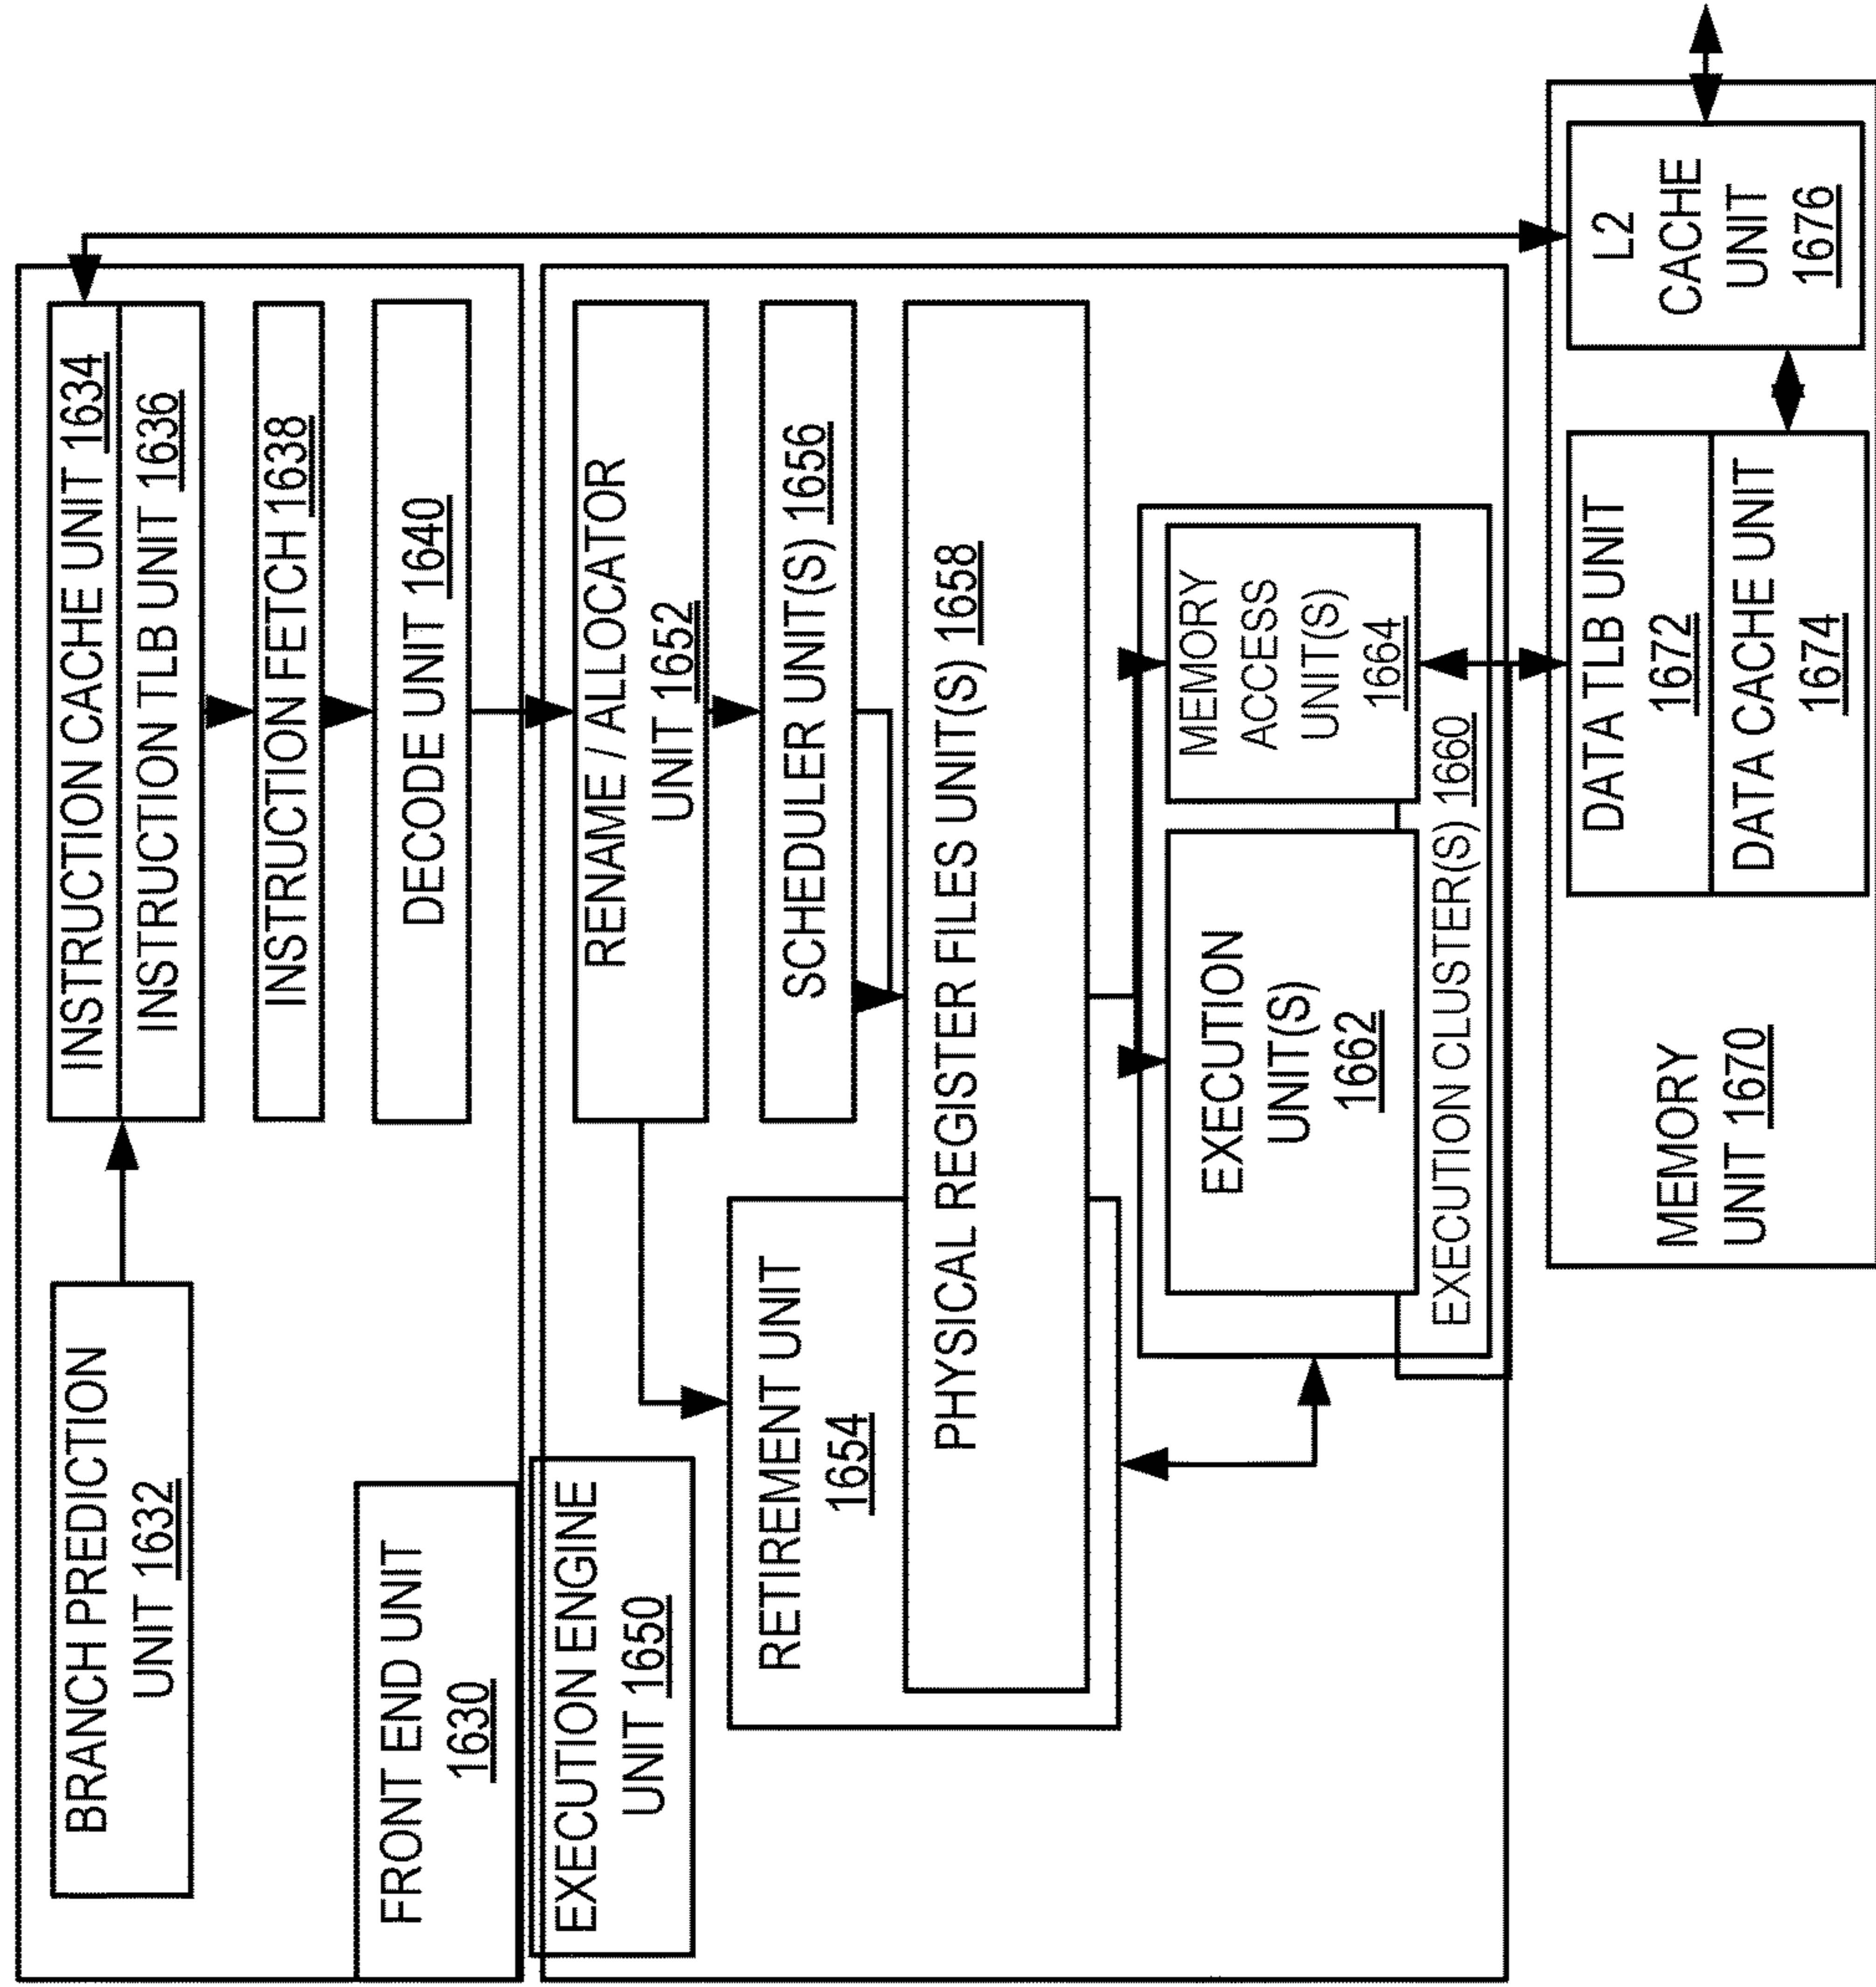 BRANCH PREDICTION
UNIT 1632
INSTRUCTION CACHE UNIT 1634
INSTRUCTION TLB UNIT 1636
INSTRUCTION FETCH 1638
DECODE UNIT 1640
FRONT END UNIT
1630
EXECUTION ENGINE
UNIT 1650
RENAME / ALLOCATOR
UNIT 1652
RETIREMENT UNIT
1654
SCHEDULER UNIT(S) 1656
PHYSICAL REGISTER FILES UNIT(S) 1658
EXECUTION
UNIT(S)
1662
MEMORY
ACCESS
UNIT(S)
1664
EXECUTION CLUSTER(S) 1660
MEMORY
UNIT 1670
DATA TLB UNIT
1672
DATA CACHE UNIT
1674
L2
CACHE
UNIT
1676